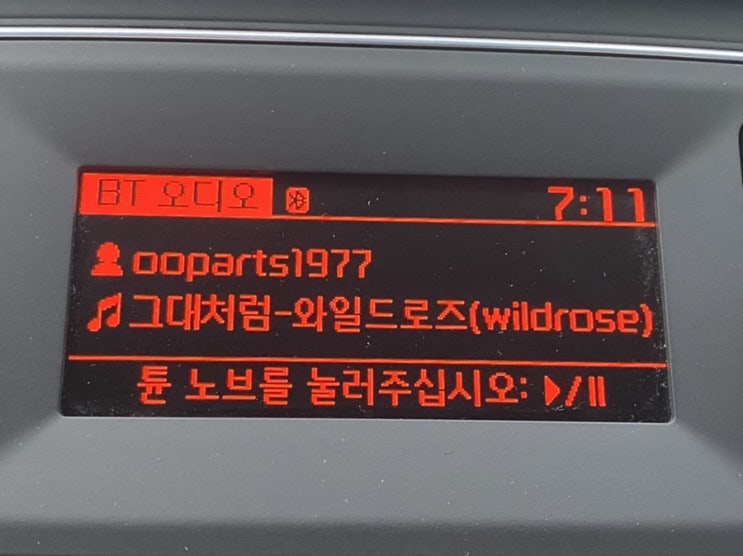 BT 오디오 7:11
ooparts1977
그대처럼-와일드로즈(wildrose)
튠 노브를 눌러주십시오: ▶/II